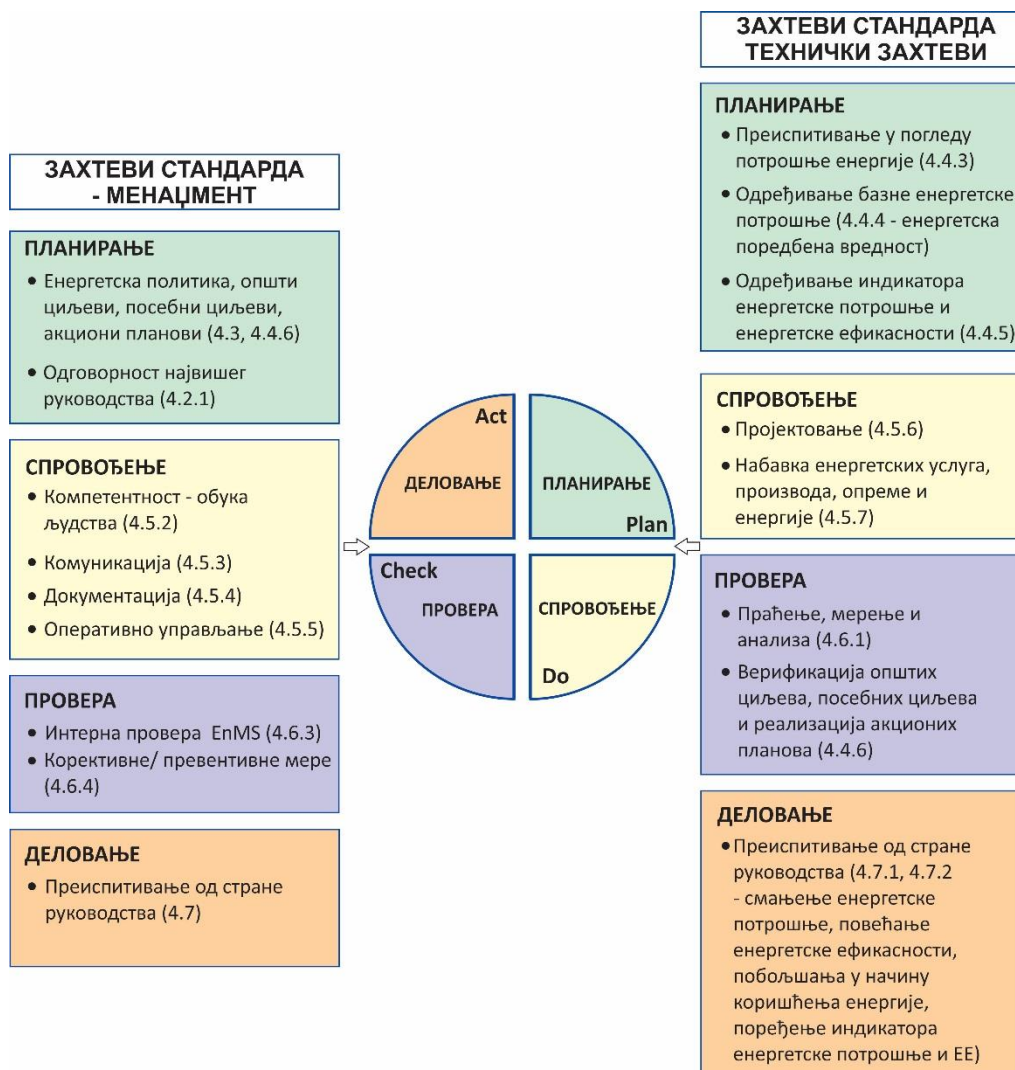 ЗАХТЕВИ СТАНДАРДА
- МЕНАЏМЕНТ
ПЛАНИРАЊЕ
• Енергетска политика, општи
циљеви, посебни циљеви,
акциони планови (4.3, 4.4.6)
• Одговорност највишег
руководства (4.2.1)
СПРОВОЂЕЊЕ
• Компетентност - обука
људства (4.5.2)
• Комуникација (4.5.3)
• Документација (4.5.4)
• Оперативно управљање (4.5.5)
ПРОВЕРА
• Интерна провера EnMS (4.6.3)
• Корективне/ превентивне мере
(4.6.4)
ДЕЛОВАЊЕ
• Преиспитивање од стране
руководства (4.7)
Act
ДЕЛОВАЊЕ
ПЛАНИРАЊЕ
Plan
Check
ПРОВЕРА
СПРОВОЂЕЊЕ
Do
ЗАХТЕВИ СТАНДАРДА
ТЕХНИЧКИ ЗАХТЕВИ
ПЛАНИРАЊЕ
• Преиспитивање у погледу
потрошње енергије (4.4.3)
• Одређивање базне енергетске
потрошње (4.4.4 - енергетска
поредбена вредност)
• Одређивање индикатора
енергетске потрошње и
енергетске ефикасности (4.4.5)
СПРОВОЂЕЊЕ
• Пројектовање (4.5.6)
• Набавка енергетских услуга,
производа, опреме и
енергије (4.5.7)
ПРОВЕРА
• Праћење, мерење и
анализа (4.6.1)
• Верификација општих
циљева, посебних циљева
и реализација акционих
планова (4.4.6)
ДЕЛОВАЊЕ
• Преиспитивање од стране
руководства (4.7.1, 4.7.2
- смањење енергетске
потрошње, повећање
енергетске ефикасности,
побољшања у начину
коришћења енергије,
поређење индикатора
енергетске потрошње и ЕЕ)